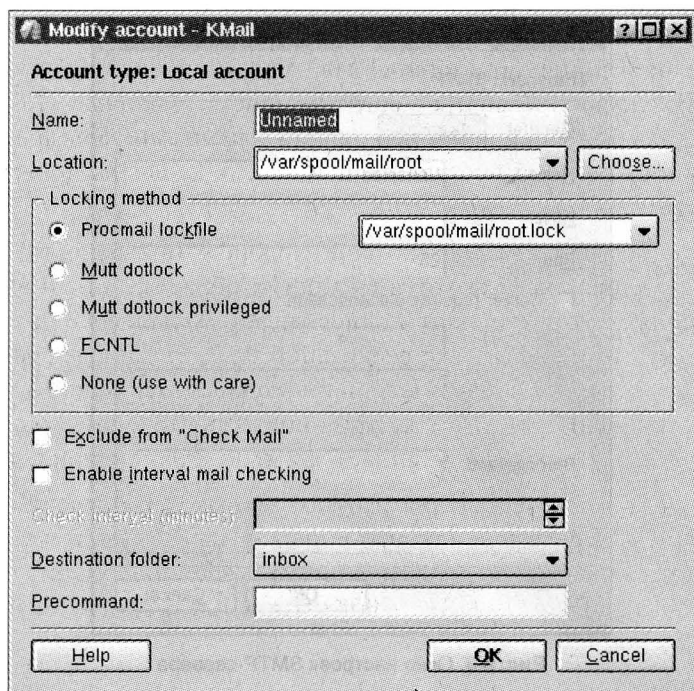 Modify account - KMail
Account type: Local account
Name: Unnamed
Location: /var/spool/mail/root Choose...
Locking method
Procmail lockfile /var/spool/mail/root.lock
Mutt dotlock
Mutt dotlock privileged
FCNTL
None (use with care)
Exclude from "Check Mail"
Enable interval mail checking
Check interval (minutes):
Destination folder: inbox
Precommand:
Help OK Cancel